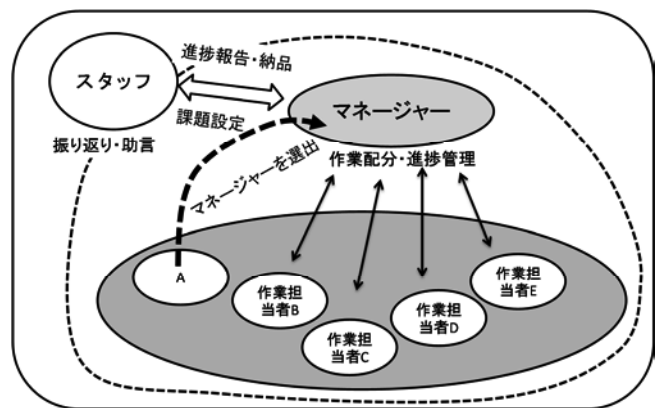 進捗報告・納品
スタッフ
マネージャー
課題設定
振り返り・助言
マネージャーを選出
作業配分・進捗管理
A
作業担
当者B
作業担
当者C
作業担
当者D
作業担
当者E